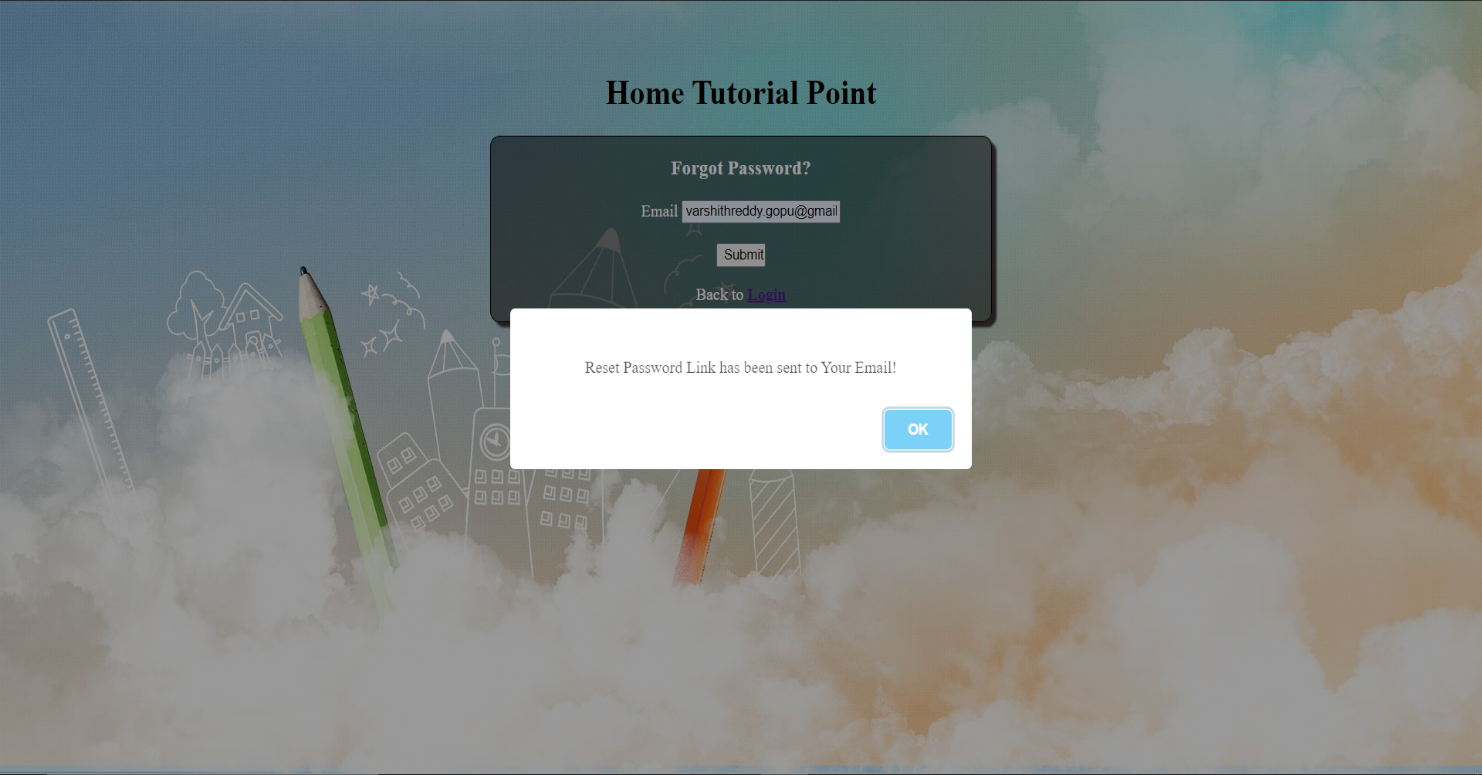 Home Tutorial Point
Forgot Password?
Email varshithreddy.gopu@gmail
Submit
Back to Login
Reset Password Link has been sent to Your Email!
OK